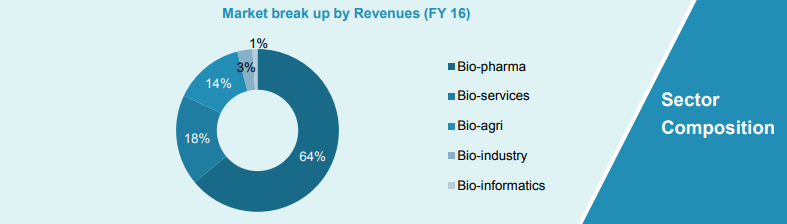 Market break up by Revenues (FY 16)
1%
3%
14%
18%
64%
Bio-pharma
Bio-services
Bio-agri
Bio-industry
Bio-informatics
Sector
Composition